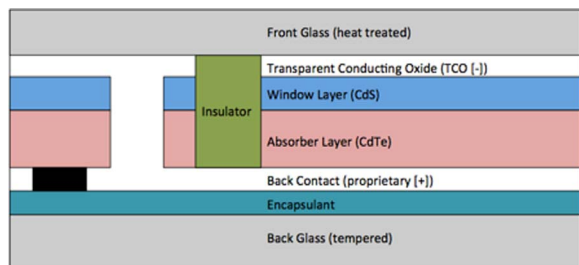 Front Glass (heat treated)
Transparent Conducting Oxide (TCO [-])
Window Layer (CdS)
Insulator
Absorber Layer (CdTe)
Back Contact (proprietary [+])
Encapsulant
Back Glass (tempered)